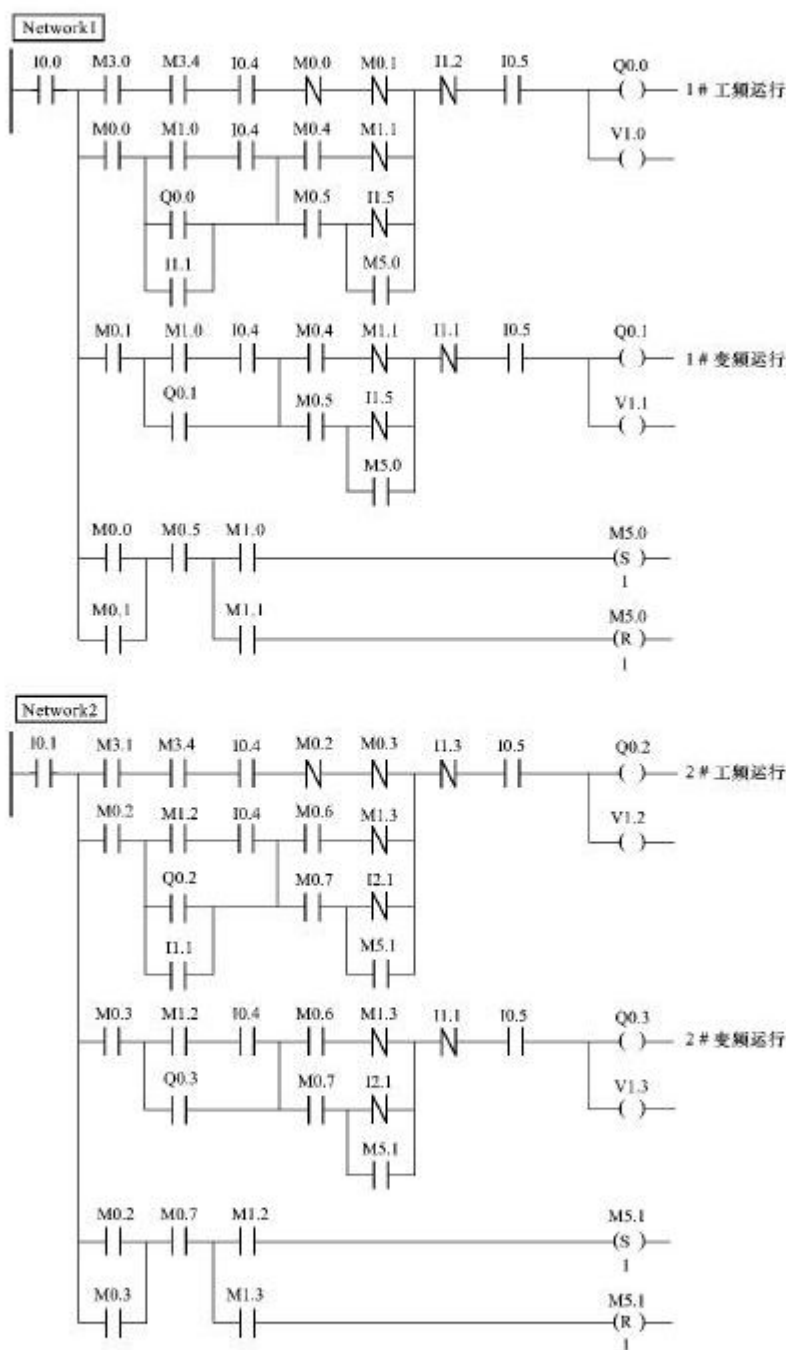 Network1
I0.0 M3.0 M3.4 I0.4 M0.0 M0.1 I1.2 I0.5 Q0.0
1# 工频运行
M0.0 M1.0 I0.4 M0.4 M1.1 V1.0
Q0.0 M0.5 I1.5
I1.1 M5.0
M0.1 M1.0 I0.4 M0.4 M1.1 I1.1 I0.5 Q0.1
1# 变频运行
Q0.1 M0.5 I1.5 V1.1
M5.0
M0.0 M0.5 M1.0 M5.0
S
1
M0.1 M1.1 M5.0
R
1
Network2
I0.1 M3.1 M3.4 I0.4 M0.2 M0.3 I1.3 I0.5 Q0.2
2# 工频运行
M0.2 M1.2 I0.4 M0.6 M1.3 V1.2
Q0.2 M0.7 I2.1
I1.1 M5.1
M0.3 M1.2 I0.4 M0.6 M1.3 I1.1 I0.5 Q0.3
2# 变频运行
Q0.3 M0.7 I2.1 V1.3
M5.1
M0.2 M0.7 M1.2 M5.1
S
1
M0.3 M1.3 M5.1
R
1